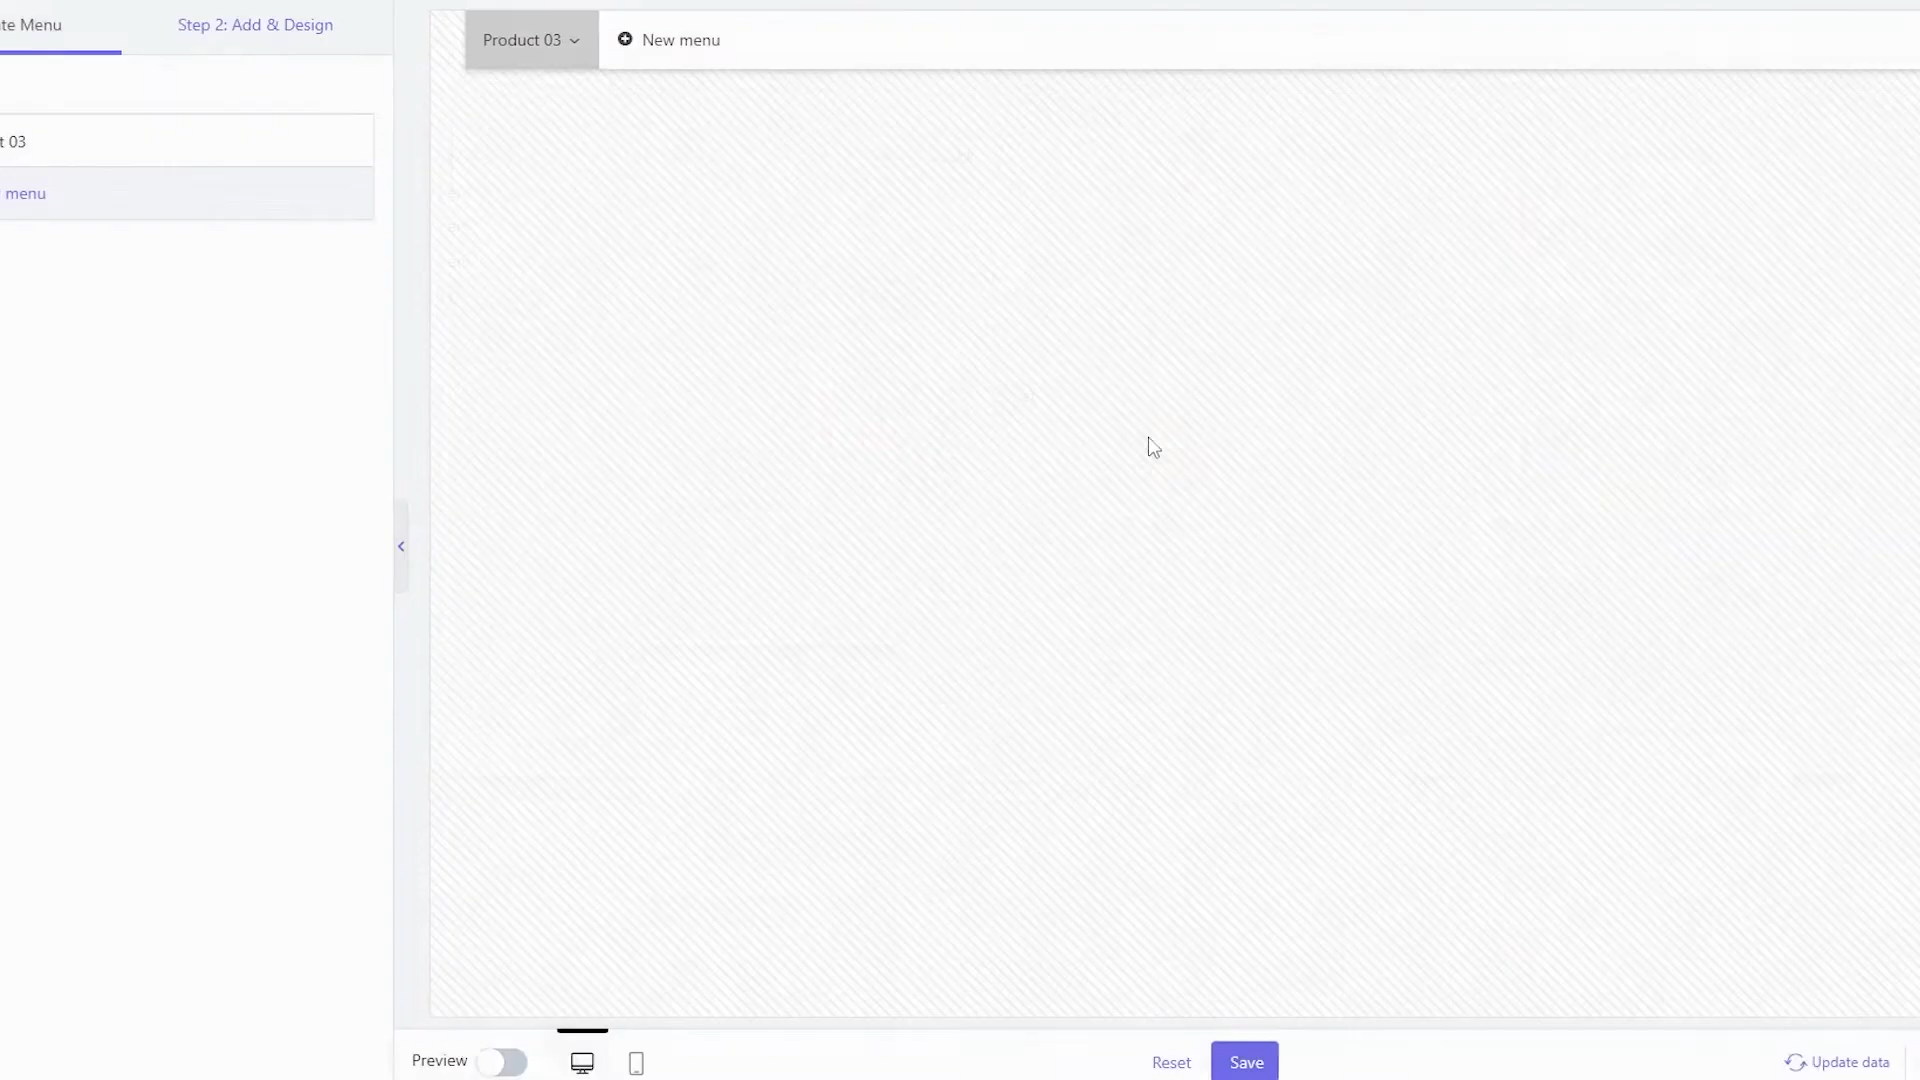 te Menu
Step 2: Add & Design
Product 03
New menu
t 03
menu
Preview
Reset
Save
Update data